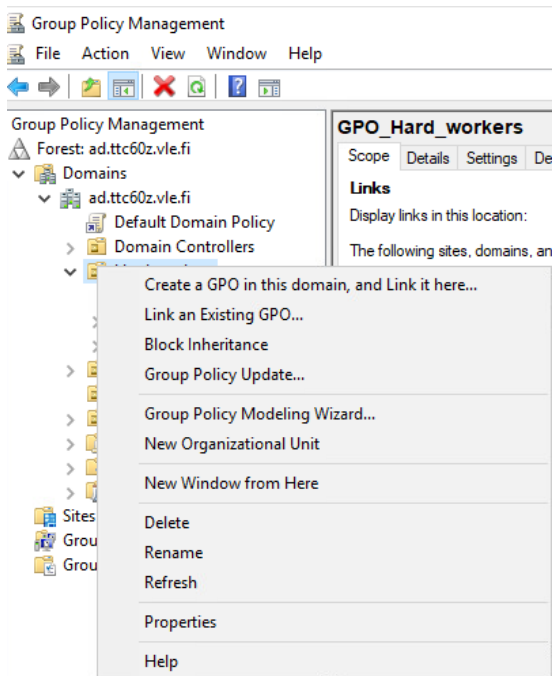 Group Policy Management
File Action View Window Help
Group Policy Management
Forest: ad.ttc60z.vle.fi
Domains
ad.ttc60z.vle.fi
Default Domain Policy
Domain Controllers
Sites
Grou
Grou
GPO_Hard_workers
Scope Details Settings De
Links
Display links in this location:
The following sites, domains, an
Create a GPO in this domain, and Link it here...
Link an Existing GPO...
Block Inheritance
Group Policy Update...
Group Policy Modeling Wizard...
New Organizational Unit
New Window from Here
Delete
Rename
Refresh
Properties
Help